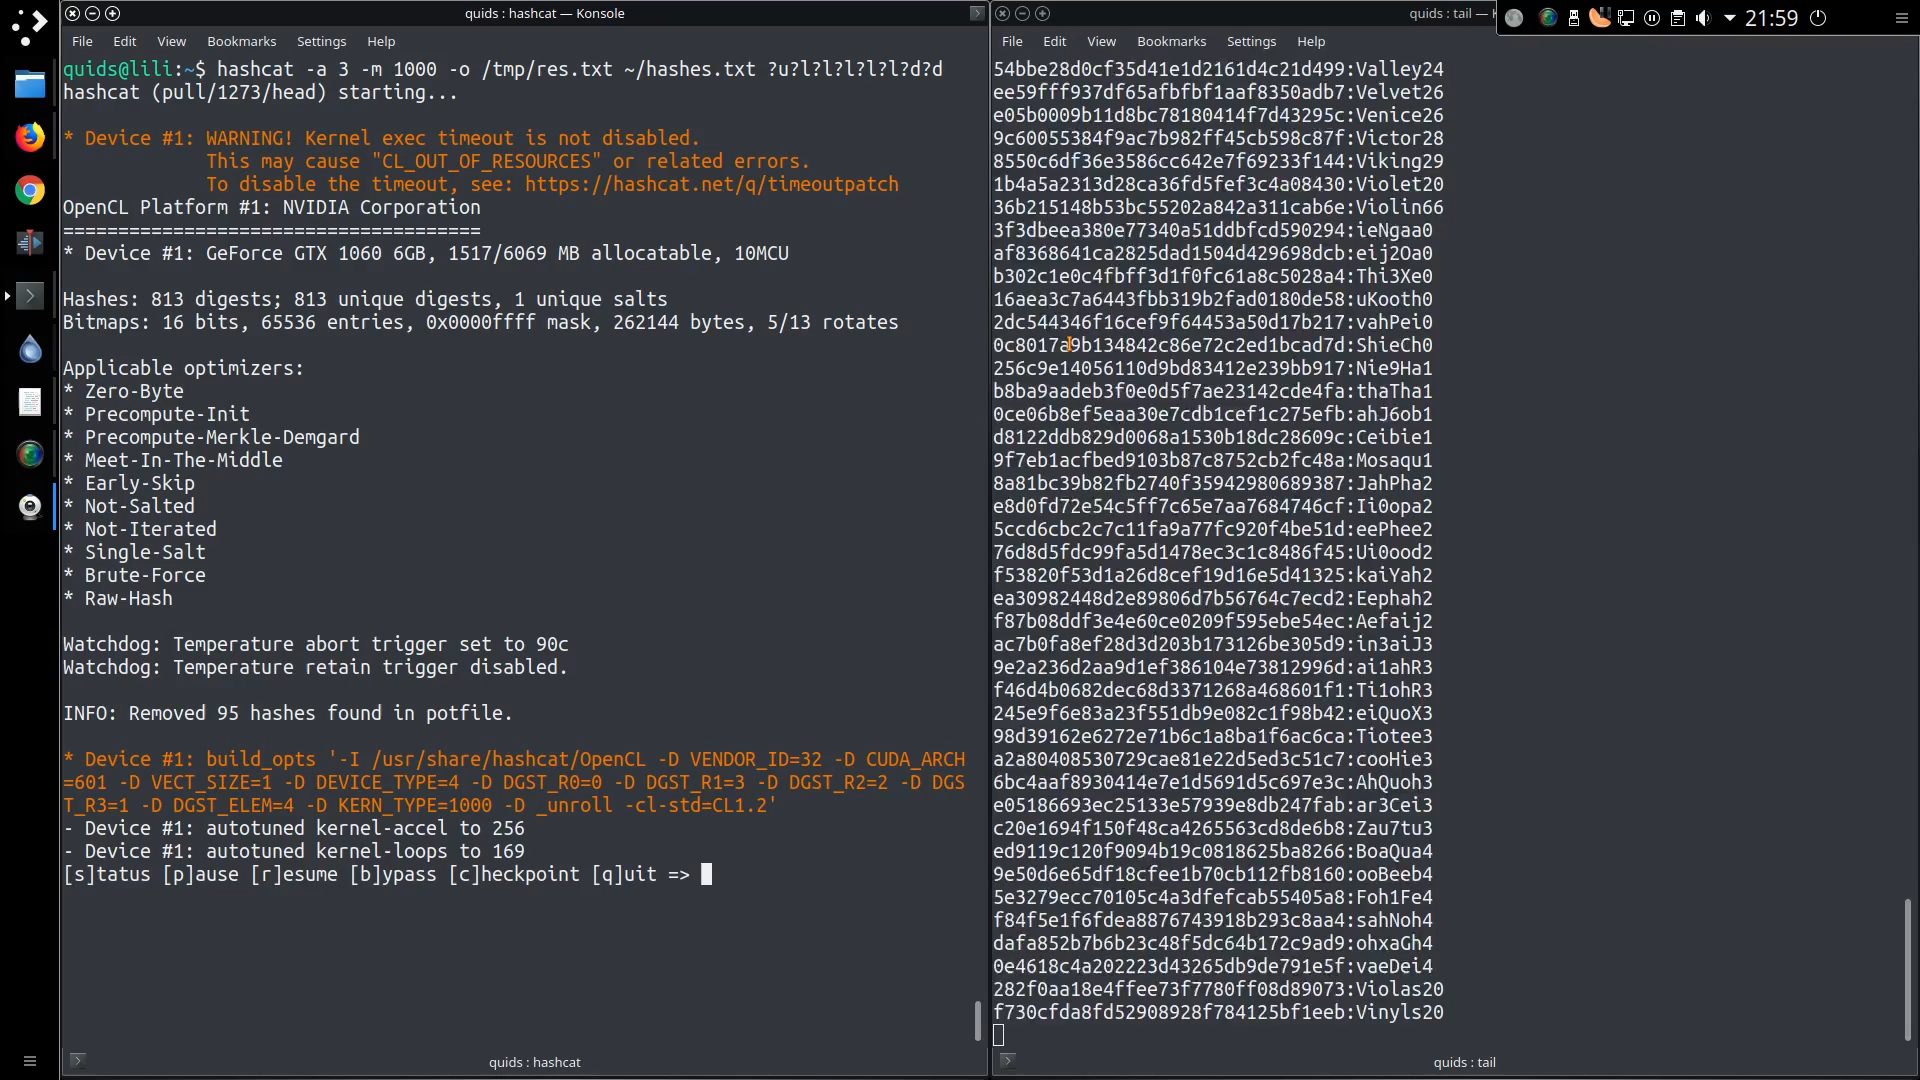 quids : hashcat — Konsole
File Edit View Bookmarks Settings Help
quids@lili:~$ hashcat -a 3 -m 1000 -o /tmp/res.txt ~/hashes.txt ?u?l?l?l?l?l?d?d
hashcat (pull/1273/head) starting...
* Device #1: WARNING! Kernel exec timeout is not disabled.
This may cause "CL_OUT_OF_RESOURCES" or related errors.
To disable the timeout, see: https://hashcat.net/q/timeoutpatch
OpenCL Platform #1: NVIDIA Corporation
======================================
* Device #1: GeForce GTX 1060 6GB, 1517/6069 MB allocatable, 10MCU
Hashes: 813 digests; 813 unique digests, 1 unique salts
Bitmaps: 16 bits, 65536 entries, 0x0000ffff mask, 262144 bytes, 5/13 rotates
Applicable optimizers:
* Zero-Byte
* Precompute-Init
* Precompute-Merkle-Demgard
* Meet-In-The-Middle
* Early-Skip
* Not-Salted
* Not-Iterated
* Single-Salt
* Brute-Force
* Raw-Hash
Watchdog: Temperature abort trigger set to 90c
Watchdog: Temperature retain trigger disabled.
INFO: Removed 95 hashes found in potfile.
* Device #1: build_opts '-I /usr/share/hashcat/OpenCL -D VENDOR_ID=32 -D CUDA_ARCH
=601 -D VECT_SIZE=1 -D DEVICE_TYPE=4 -D DGST_R0=0 -D DGST_R1=3 -D DGST_R2=2 -D DGS
T_R3=1 -D DGST_ELEM=4 -D KERN_TYPE=1000 -D _unroll -cl-std=CL1.2'
- Device #1: autotuned kernel-accel to 256
- Device #1: autotuned kernel-loops to 169
[s]tatus [p]ause [r]esume [b]ypass [c]heckpoint [q]uit =>
quids : hashcat
quids : tail — K
21:59
File Edit View Bookmarks Settings Help
54bbe28d0cf35d41e1d2161d4c21d499:Valley24
ee59fff937df65afbfbf1aaf8350adb7:Velvet26
e05b0009b11d8bc78180414f7d43295c:Venice26
9c60055384f9ac7b982ff45cb598c87f:Victor28
8550c6df36e3586cc642e7f69233f144:Viking29
1b4a5a2313d28ca36fd5fef3c4a08430:Violet20
36b215148b53bc55202a842a311cab6e:Violin66
3f3dbeea380e77340a51ddbfcd590294:ieNgaa0
af8368641ca2825dad1504d429698dcb:eij2Oa0
b302c1e0c4fbff3d1f0fc61a8c5028a4:Thi3Xe0
16aea3c7a6443fbb319b2fad0180de58:uKooth0
2dc544346f16cef9f64453a50d17b217:vahPei0
0c8017a9b134842c86e72c2ed1bcad7d:ShieCh0
256c9e14056110d9bd83412e239bb917:Nie9Ha1
b8ba9aadeb3f0e0d5f7ae23142cde4fa:thaTha1
0ce06b8ef5eaa30e7cdb1cef1c275efb:ahJ6ob1
d8122ddb829d0068a1530b18dc28609c:Ceibie1
9f7eb1acfbed9103b87c8752cb2fc48a:Mosaqu1
8a81bc39b82fb2740f35942980689387:JahPha2
e8d0fd72e54c5ff7c65e7aa7684746cf:Ii0opa2
5ccd6cbc2c7c11fa9a77fc920f4be51d:eePhee2
76d8d5fdc99fa5d1478ec3c1c8486f45:Ui0ood2
f53820f53d1a26d8cef19d16e5d41325:kaiYah2
ea30982448d2e89806d7b56764c7ecd2:Eephah2
f87b08ddf3e4e60ce0209f595ebe54ec:Aefaij2
ac7b0fa8ef28d3d203b173126be305d9:in3aiJ3
9e2a236d2aa9d1ef386104e73812996d:ai1ahR3
f46d4b0682dec68d3371268a468601f1:Ti1ohR3
245e9f6e83a23f551db9e082c1f98b42:eiQuoX3
98d39162e6272e71b6c1a8ba1f6ac6ca:Tiotee3
a2a80408530729cae81e22d5ed3c51c7:cooHie3
6bc4aaf8930414e7e1d5691d5c697e3c:AhQuoh3
e05186693ec25133e57939e8db247fab:ar3Cei3
c20e1694f150f48ca4265563cd8de6b8:Zau7tu3
ed9119c120f9094b19c0818625ba8266:BoaQua4
9e50d6e65df18cfee1b70cb112fb8160:ooBeeb4
5e3279ecc70105c4a3dfefcab55405a8:Foh1Fe4
f84f5e1f6fdea8876743918b293c8aa4:sahNoh4
dafa852b7b6b23c48f5dc64b172c9ad9:ohxaGh4
0e4618c4a202223d43265db9de791e5f:vaeDei4
282f0aa18e4ffee73f7780ff08d89073:Violas20
f730cfda8fd52908928f784125bf1eeb:Vinyls20
quids : tail